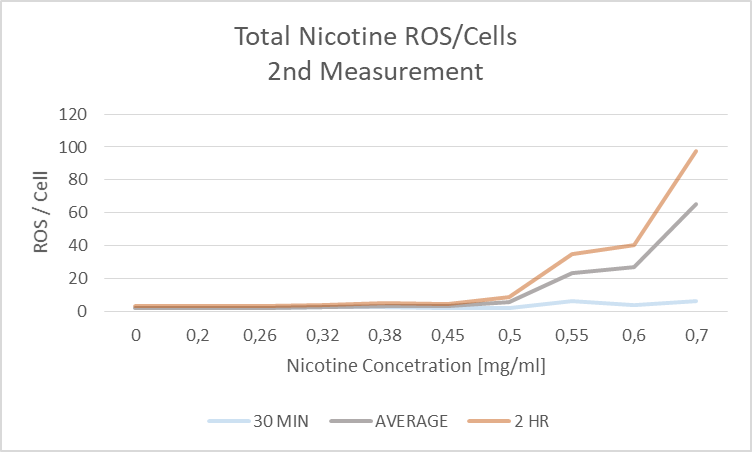 Total Nicotine ROS/Cells
2nd Measurement
120
100
80
60
40
20
0
ROS / Cell
0 0,2 0,26 0,32 0,38 0,45 0,5 0,55 0,6 0,7
Nicotine Concetration [mg/ml]
30 MIN AVERAGE 2 HR